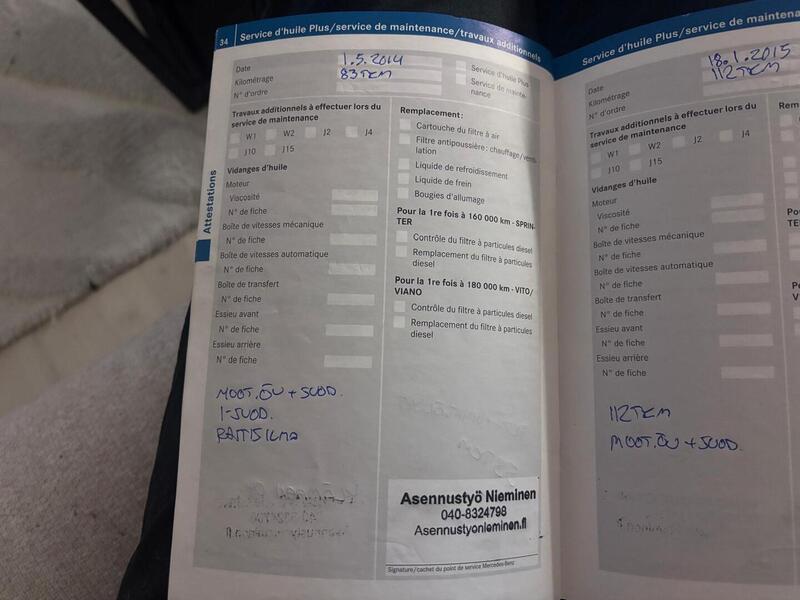 34 Service d'huile Plus/service de maintenance/travaux additionnels
Date 1.5.2014
Kilométrage 83TKM
N° d'ordre
Service d'huile Plus
Service de mainte-
nance
Travaux additionnels à effectuer lors du
service de maintenance
W1 W2 J2 J4
J10 J15
Vidanges d'huile
Moteur
Viscosité
N° de fiche
Boîte de vitesses mécanique
N° de fiche
Boîte de vitesses automatique
N° de fiche
Boîte de transfert
N° de fiche
Essieu avant
N° de fiche
Essieu arrière
N° de fiche
MOOT.ÖU + SUOD.
I-SUOD.
RAITISILMA
Remplacement:
Cartouche du filtre à air
Filtre antipoussière: chauffage/venti-
lation
Liquide de refroidissement
Liquide de frein
Bougies d'allumage
Pour la 1re fois à 160 000 km - SPRIN-
TER
Contrôle du filtre à particules diesel
Remplacement du filtre à particules
diesel
Pour la 1re fois à 180 000 km - VITO/
VIANO
Contrôle du filtre à particules diesel
Remplacement du filtre à particules
diesel
Asennustyö Nieminen
040-8324798
Asennustyonieminen.fi
Signature/cachet du point de service Mercedes-Benz
Attestations
Service d'huile Plus/service de maintenan
Date 18.1.2015
Kilométrage 112TKM
N° d'ordre
Travaux additionnels à effectuer lors du
service de maintenance
W1 W2 J2 J4
J10 J15
Vidanges d'huile
Moteur
Viscosité
N° de fiche
Boîte de vitesses mécanique
N° de fiche
Boîte de vitesses automatique
N° de fiche
Boîte de transfert
N° de fiche
Essieu avant
N° de fiche
Essieu arrière
N° de fiche
112TKM
MOOT.ÖU + SUOD.